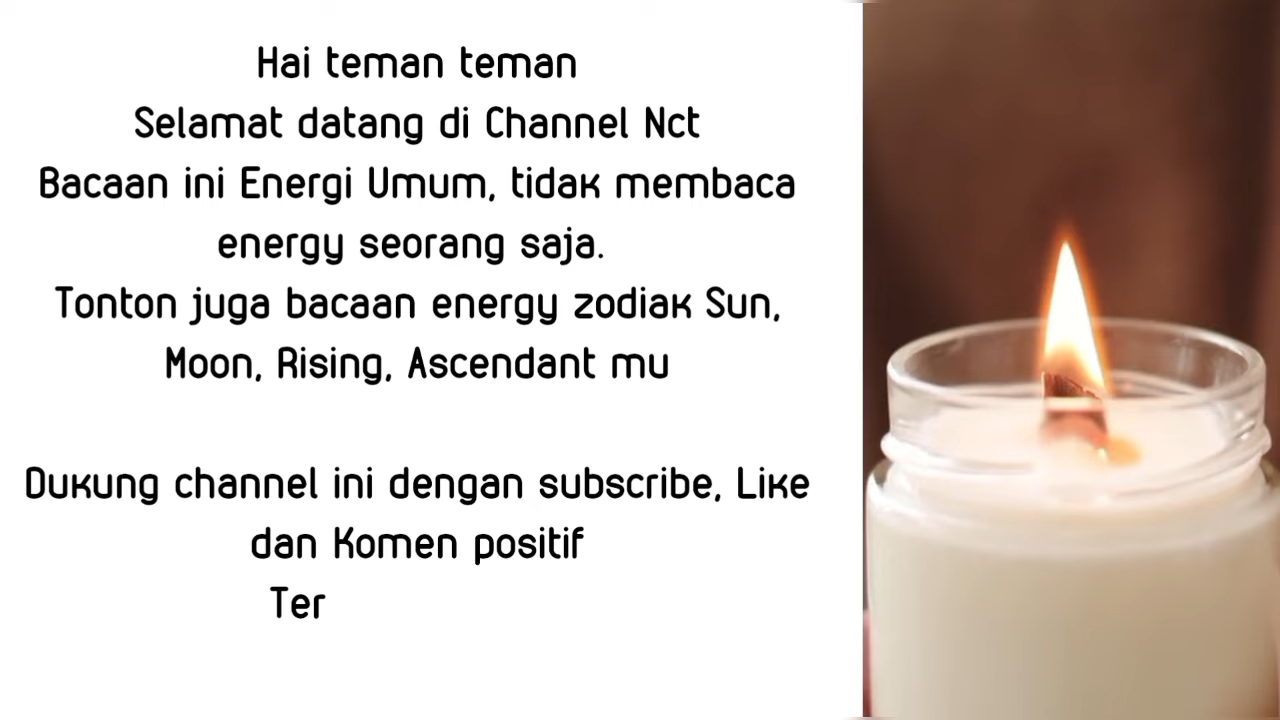 Hai teman teman
Selamat datang di Channel Nct
Bacaan ini Energi Umum, tidak membaca
energy seorang saja.
Tonton juga bacaan energy zodiak Sun,
Moon, Rising, Ascendant mu
Dukung channel ini dengan subscribe, Like
dan Komen positif
Ter